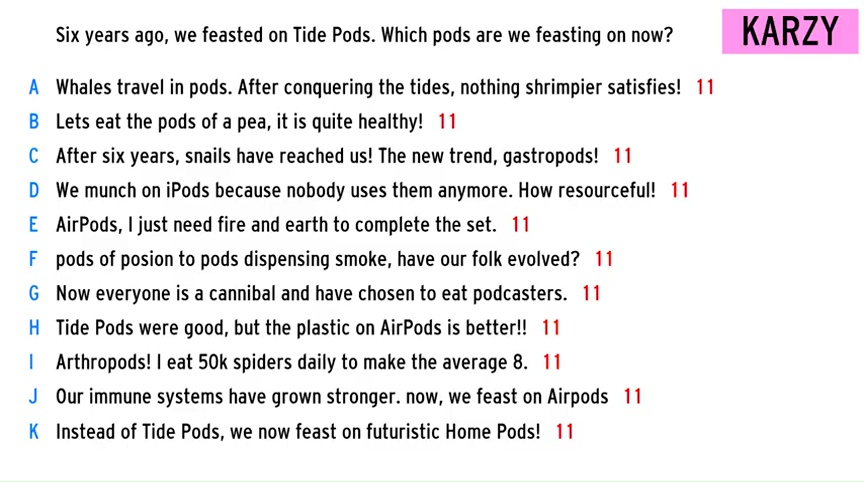 Six years ago, we feasted on Tide Pods. Which pods are we feasting on now?
KARZY
A Whales travel in pods. After conquering the tides, nothing shrimpier satisfies! 11
B Lets eat the pods of a pea, it is quite healthy! 11
C After six years, snails have reached us! The new trend, gastropods! 11
D We munch on iPods because nobody uses them anymore. How resourceful! 11
E AirPods, I just need fire and earth to complete the set. 11
F pods of posion to pods dispensing smoke, have our folk evolved? 11
G Now everyone is a cannibal and have chosen to eat podcasters. 11
H Tide Pods were good, but the plastic on AirPods is better!! 11
I Arthropods! I eat 50k spiders daily to make the average 8. 11
J Our immune systems have grown stronger. now, we feast on Airpods 11
K Instead of Tide Pods, we now feast on futuristic Home Pods! 11